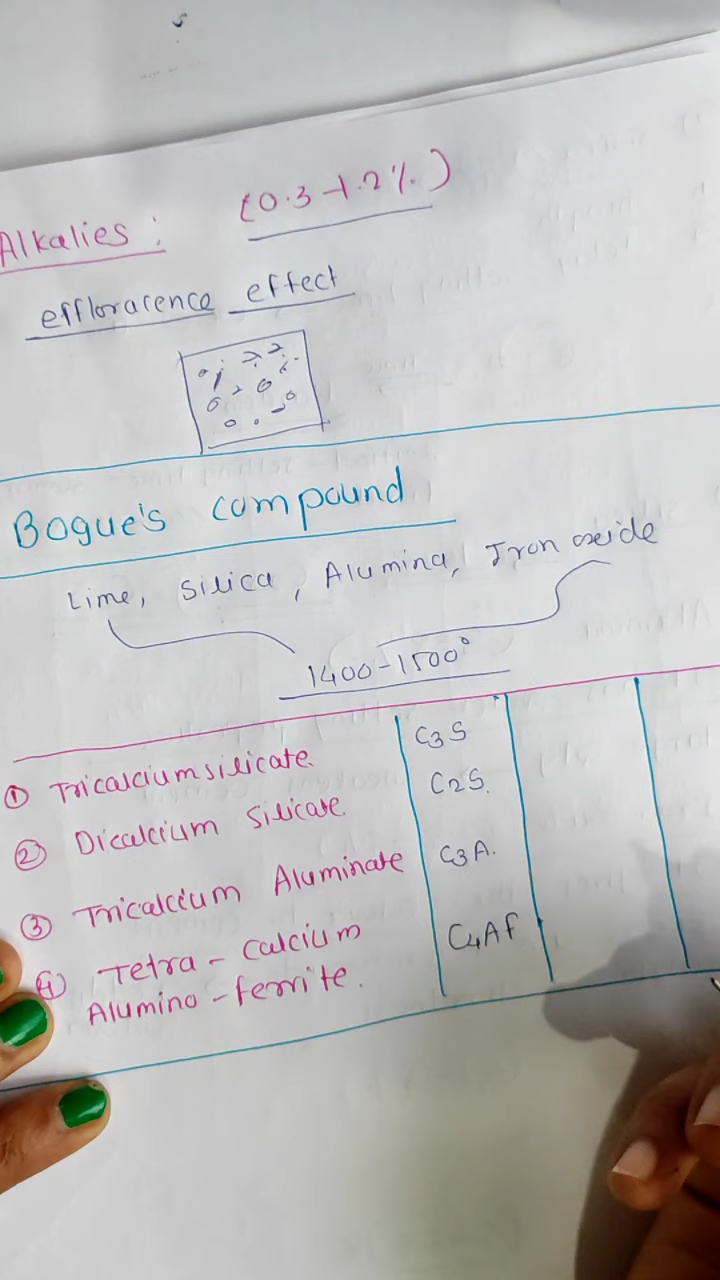 Alkalies: (0.3-1.2%)
effloracence effect
Bogue's compound
Lime, Silica, Alumina, Iron oxide
1400-1500°
① Tricalcium silicate. C3S
② Dicalcium Silicate. C2S.
③ Tricalcium Aluminate C3A.
④ Tetra-calcium C4AF
Alumino-ferrite.